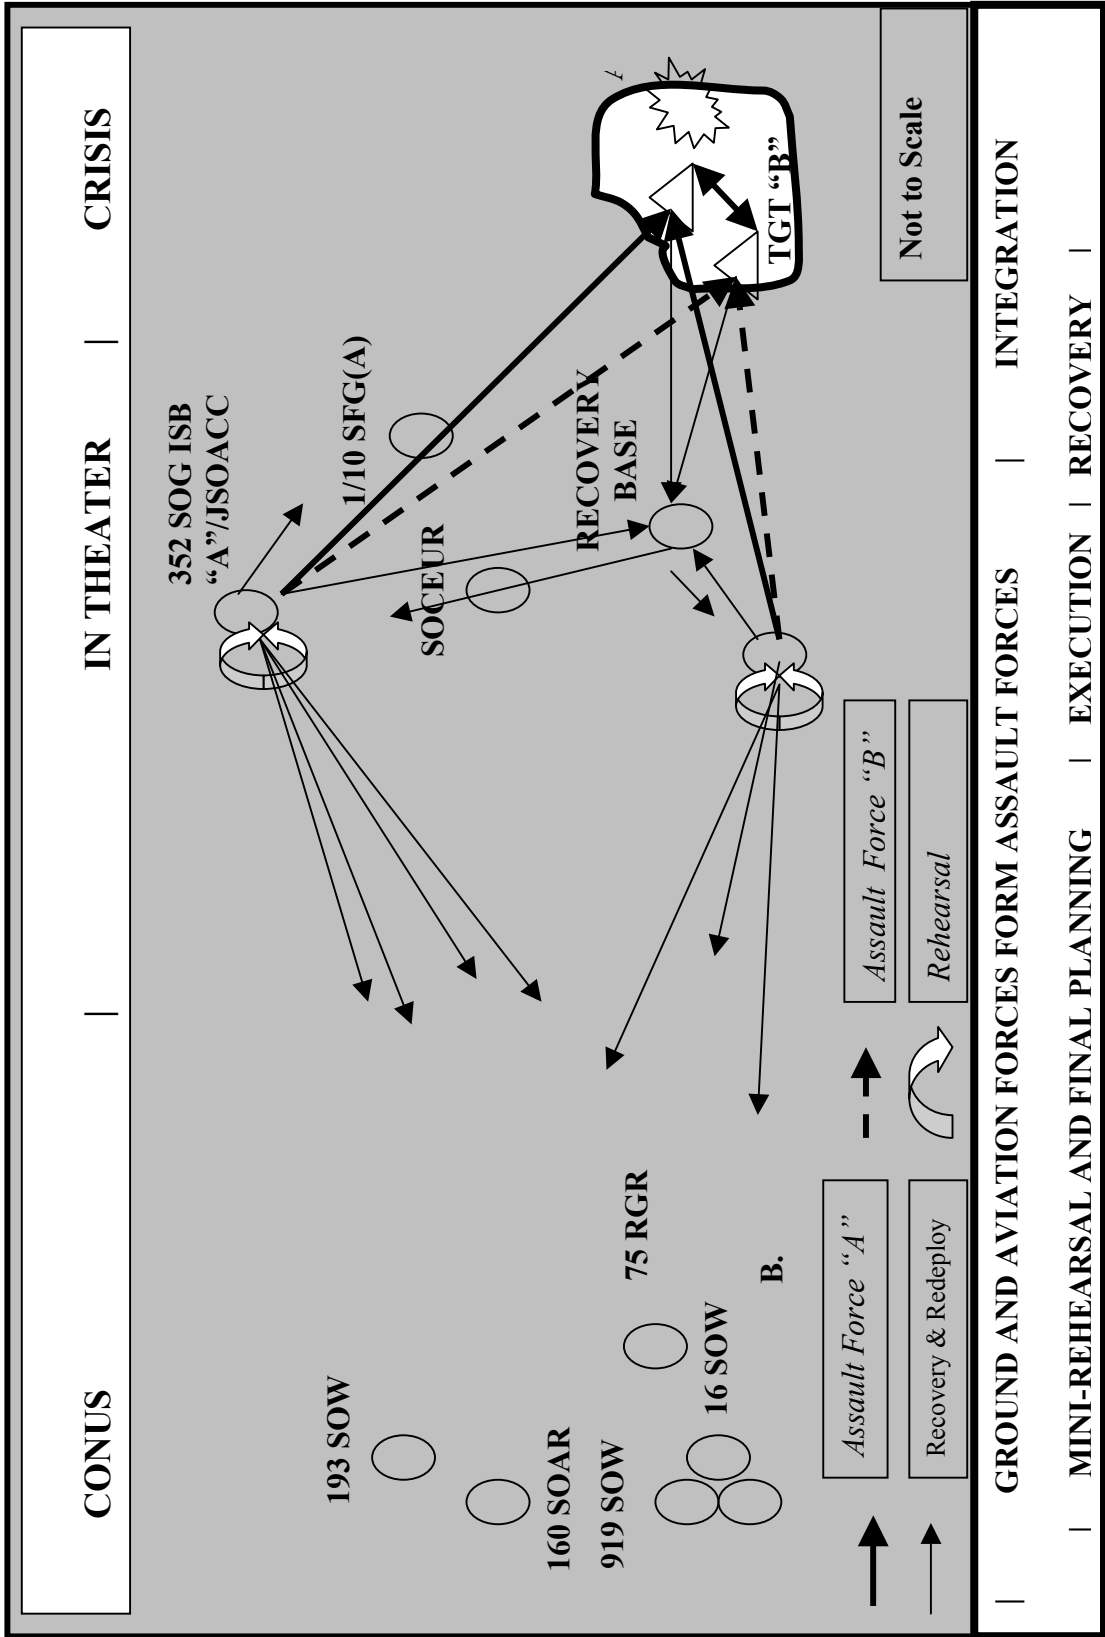 CONUS | IN THEATER | CRISIS
352 SOG ISB
“A”/JSOACC
193 SOW
1/10 SFG(A)
160 SOAR
SOCEUR
919 SOW
75 RGR
RECOVERY
BASE
16 SOW
B.
TGT “B”
Assault Force “A”
Assault Force “B”
Not to Scale
Recovery & Redeploy
Rehearsal
| GROUND AND AVIATION FORCES FORM ASSAULT FORCES | INTEGRATION
| MINI-REHEARSAL AND FINAL PLANNING | EXECUTION | RECOVERY |